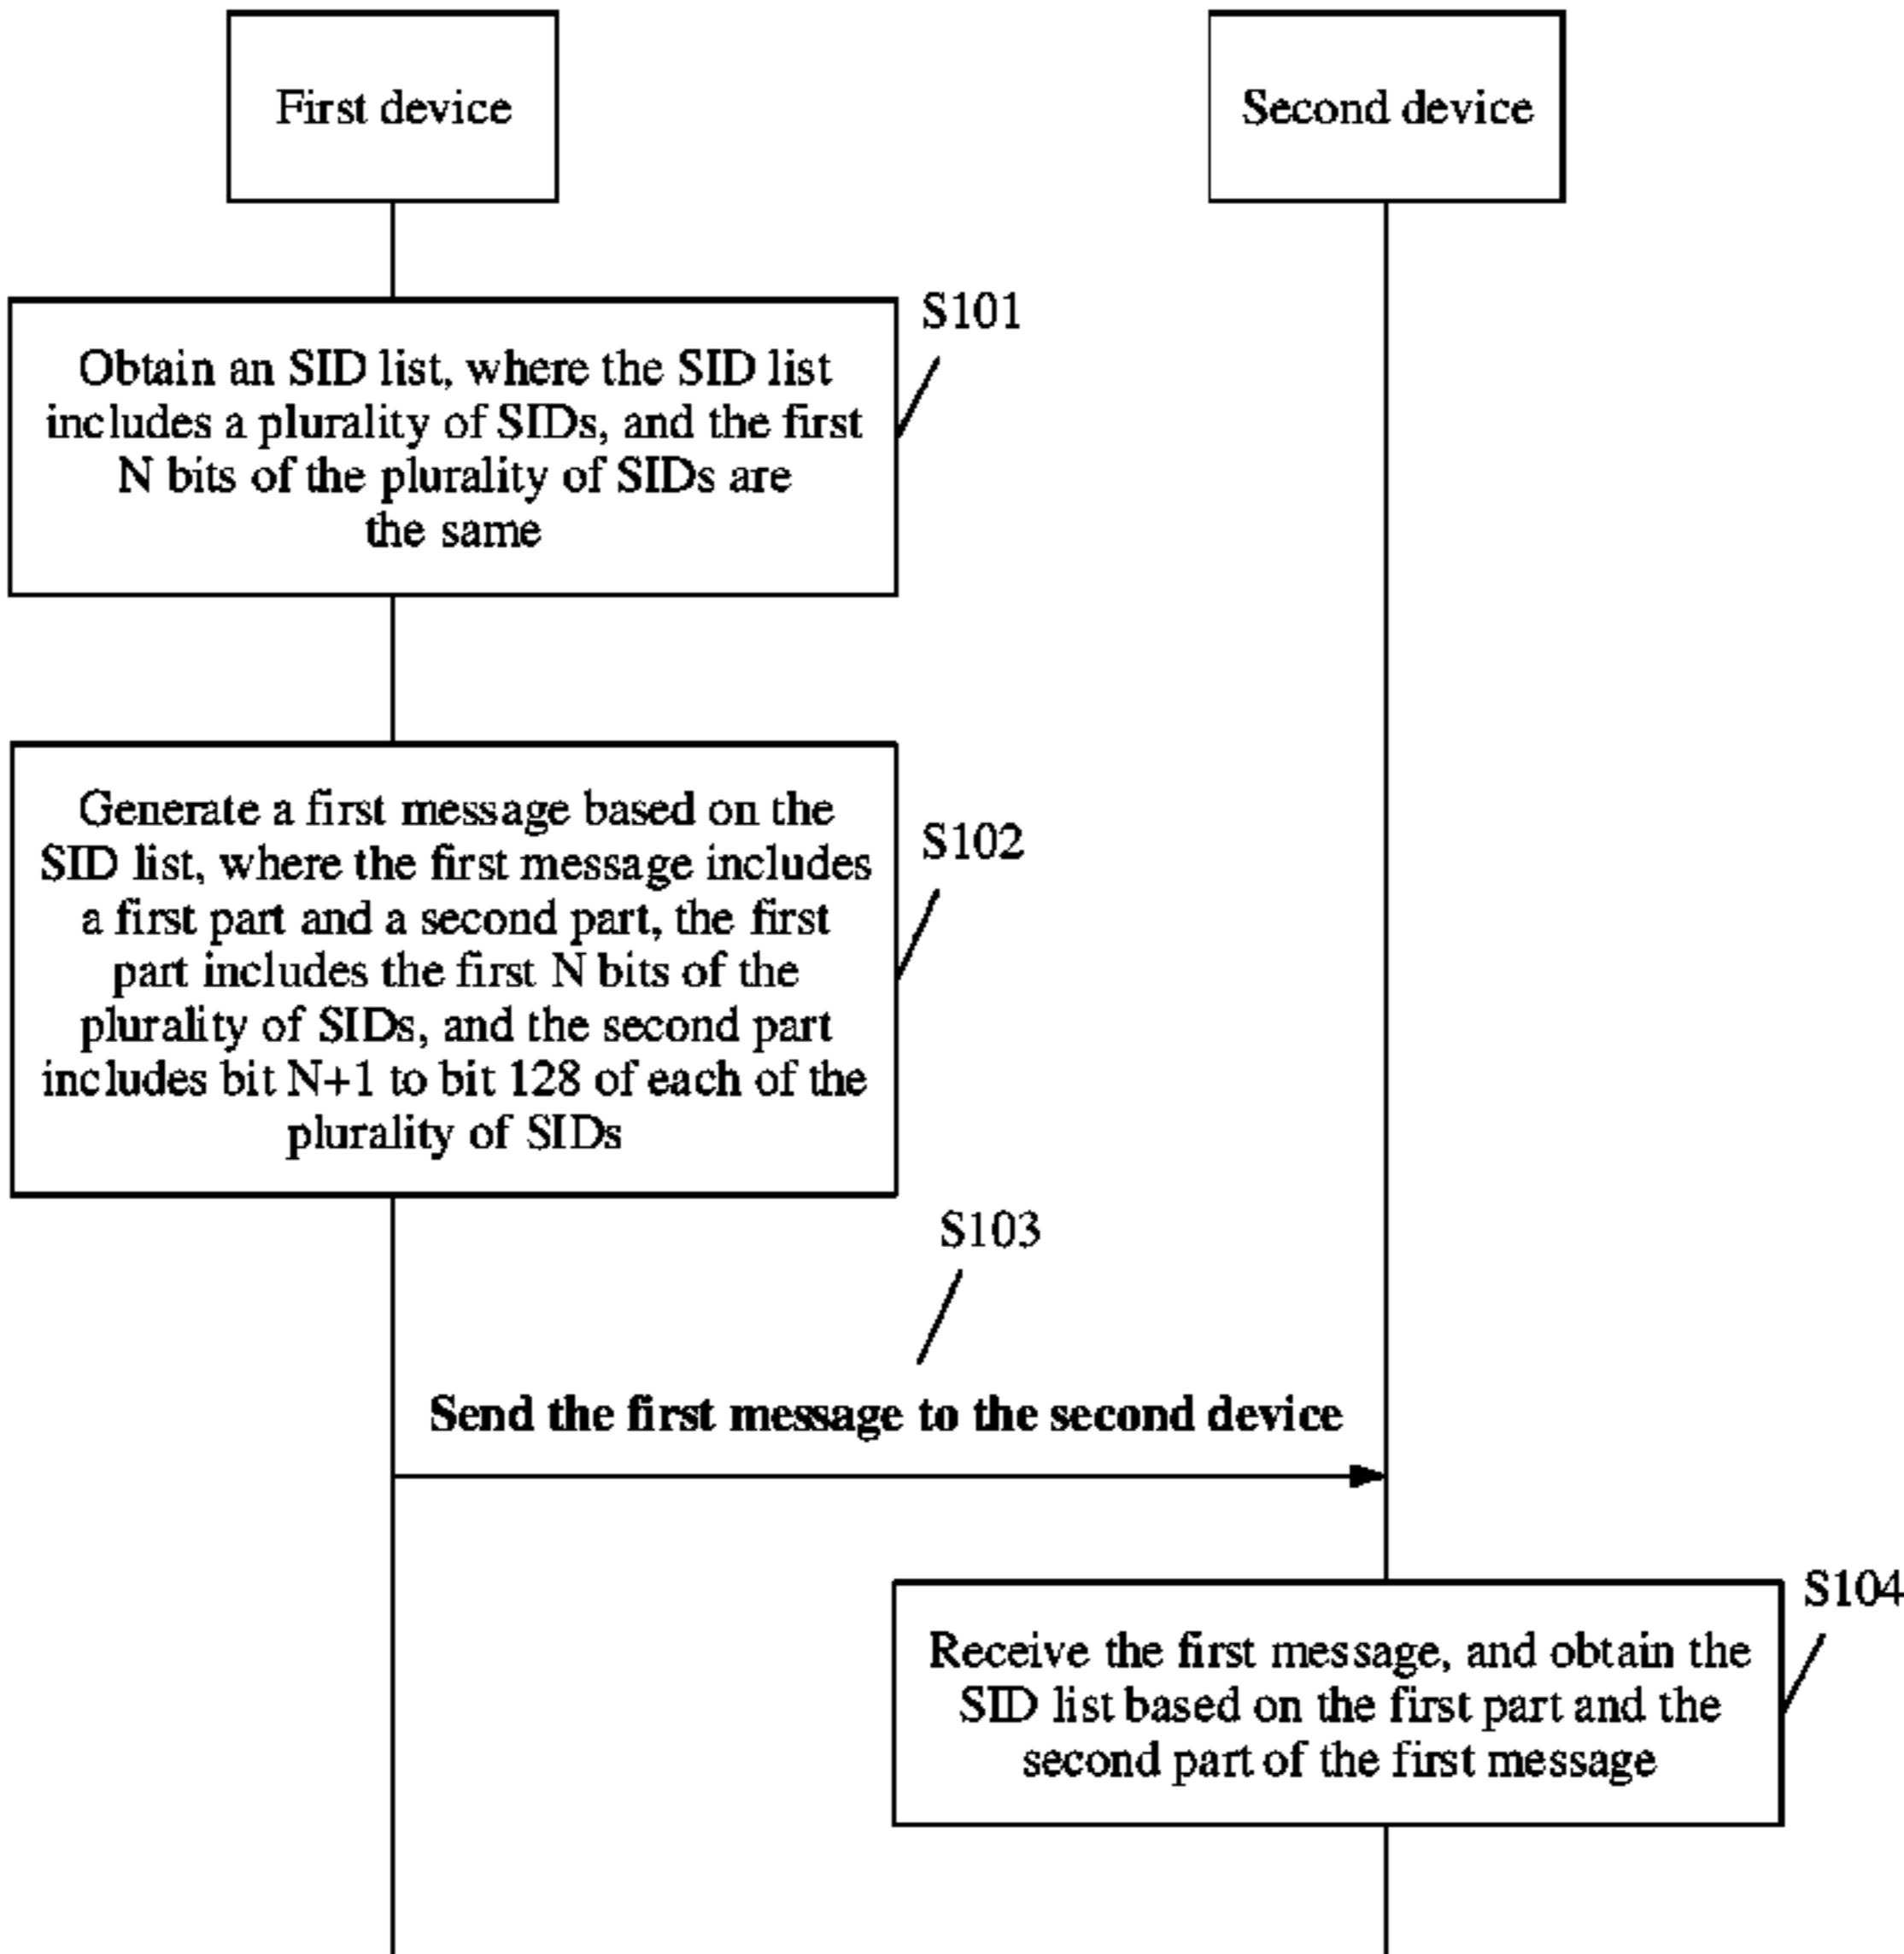 First device
Second device
S101
Obtain an SID list, where the SID list
includes a plurality of SIDs, and the first
N bits of the plurality of SIDs are
the same
S102
Generate a first message based on the
SID list, where the first message includes
a first part and a second part, the first
part includes the first N bits of the
plurality of SIDs, and the second part
includes bit N+1 to bit 128 of each of the
plurality of SIDs
S103
Send the first message to the second device
S104
Receive the first message, and obtain the
SID list based on the first part and the
second part of the first message